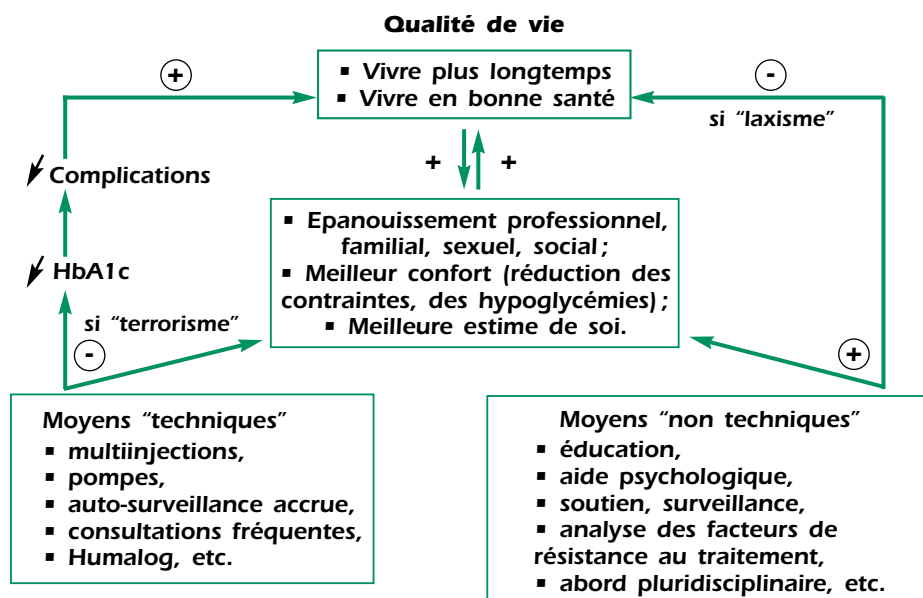 Qualité de vie
▪ Vivre plus longtemps
▪ Vivre en bonne santé
+
-
si “laxisme”
+ +
Complications
▪ Epanouissement professionnel,
familial, sexuel, social ;
▪ Meilleur confort (réduction des
contraintes, des hypoglycémies) ;
▪ Meilleure estime de soi.
HbA1c
si “terrorisme”
-
+
Moyens “techniques”
▪ multiinjections,
▪ pompes,
▪ auto-surveillance accrue,
▪ consultations fréquentes,
▪ Humalog, etc.
Moyens “non techniques”
▪ éducation,
▪ aide psychologique,
▪ soutien, surveillance,
▪ analyse des facteurs de
résistance au traitement,
▪ abord pluridisciplinaire, etc.